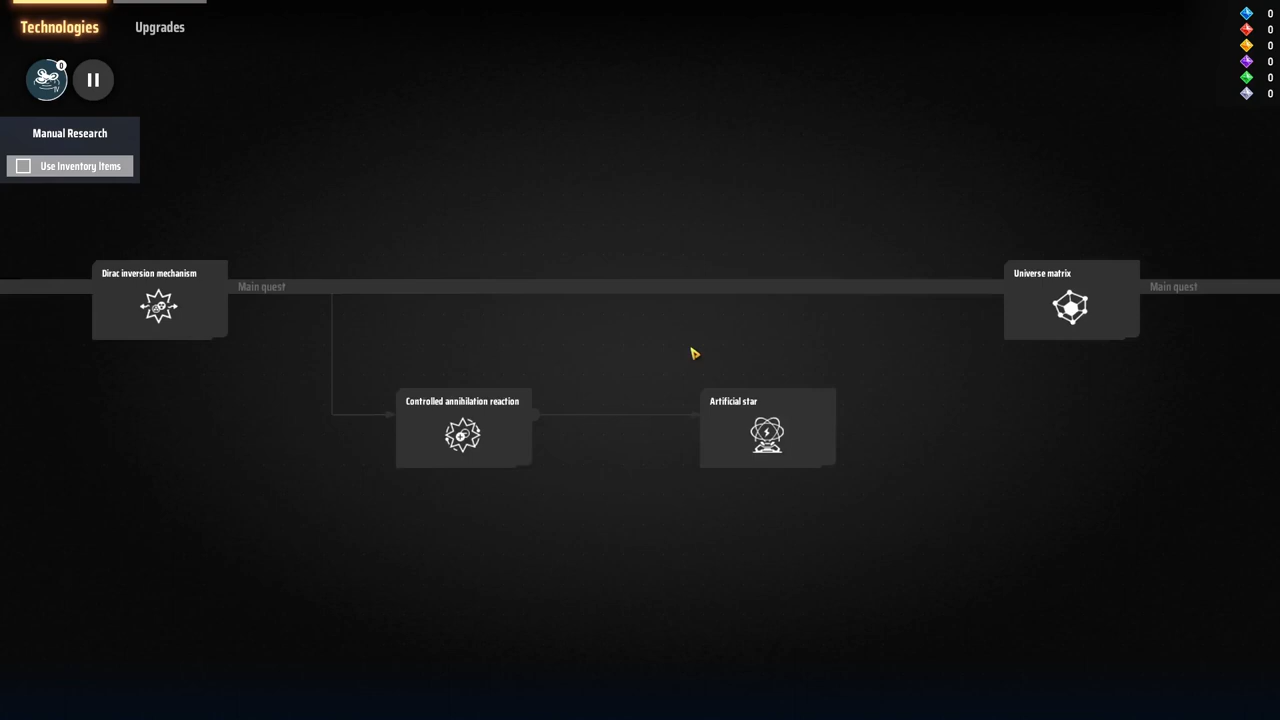 Technologies
Upgrades
0
0
0
0
0
0
0
Manual Research
Use Inventory Items
Dirac inversion mechanism
Main quest
Universe matrix
Main quest
Controlled annihilation reaction
Artificial star